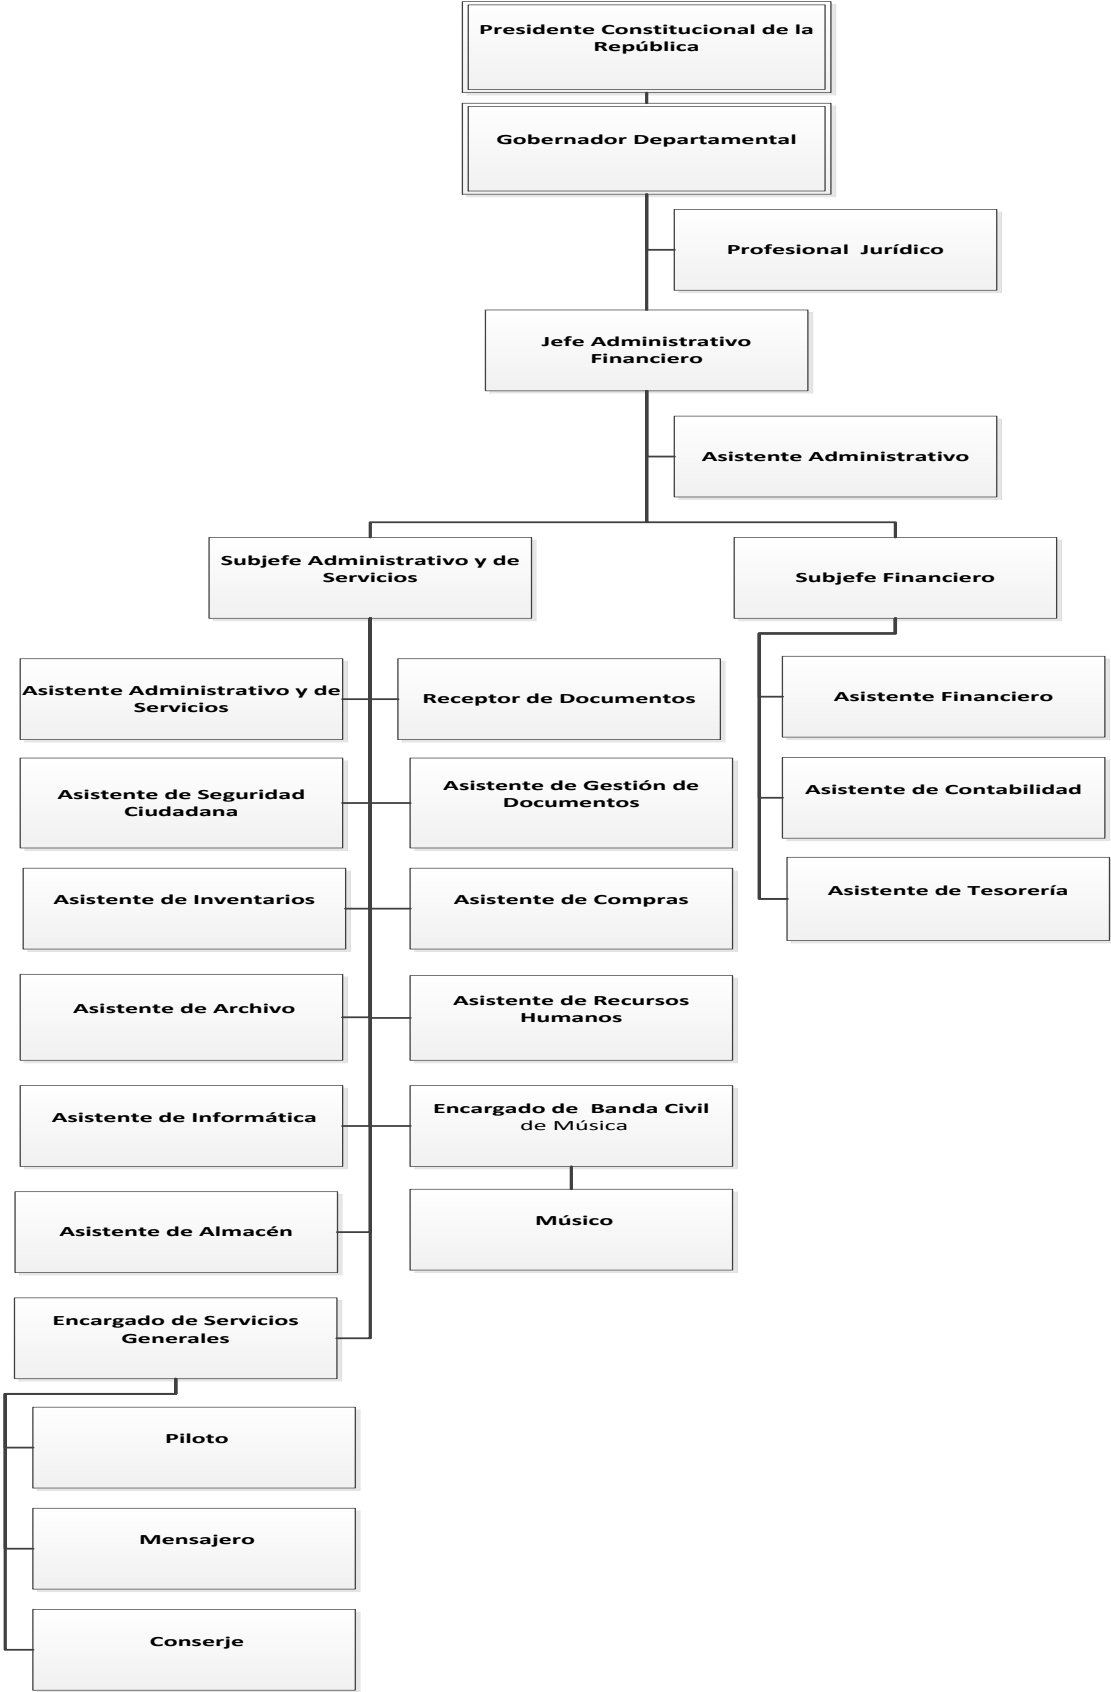 Presidente Constitucional de la
República
Gobernador Departamental
Profesional  Jurídico
Jefe Administrativo
Financiero
Asistente Administrativo
Subjefe Administrativo y de
Servicios
Subjefe Financiero
Asistente Administrativo y de
Servicios
Receptor de Documentos
Asistente Financiero
Asistente de Seguridad
Ciudadana
Asistente de Gestión de
Documentos
Asistente de Contabilidad
Asistente de Inventarios
Asistente de Compras
Asistente de Tesorería
Asistente de Archivo
Asistente de Recursos
Humanos
Asistente de Informática
Encargado de  Banda Civil
de Música
Asistente de Almacén
Músico
Encargado de Servicios
Generales
Piloto
Mensajero
Conserje